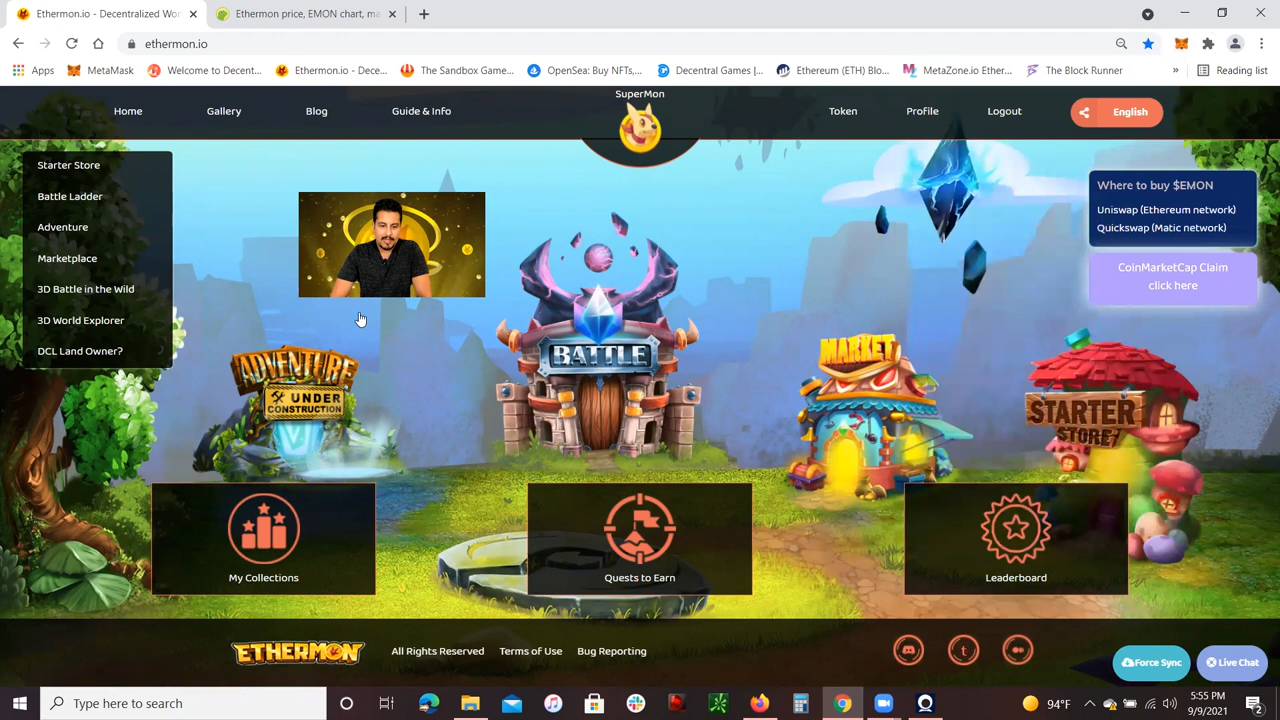 Ethermon.io - Decentralized Wor
Ethermon price, EMON chart, ma
ethermon.io
Apps
MetaMask
Welcome to Decent...
Ethermon.io - Dece...
The Sandbox Game...
OpenSea: Buy NFTs,...
Decentral Games |...
Ethereum (ETH) Blo...
MetaZone.io Ether...
The Block Runner
»
Reading list
SuperMon
Home
Gallery
Blog
Guide & Info
Token
Profile
Logout
English
Starter Store
Battle Ladder
Adventure
Marketplace
3D Battle in the Wild
3D World Explorer
DCL Land Owner?
Where to buy $EMON
Uniswap (Ethereum network)
Quickswap (Matic network)
CoinMarketCap Claim
click here
ADVENTURE
UNDER
CONSTRUCTION
BATTLE
MARKET
STARTER
STORE
My Collections
Quests to Earn
Leaderboard
ETHERMON
All Rights Reserved
Terms of Use
Bug Reporting
Force Sync
Live Chat
Type here to search
94°F
5:55 PM
9/9/2021
2